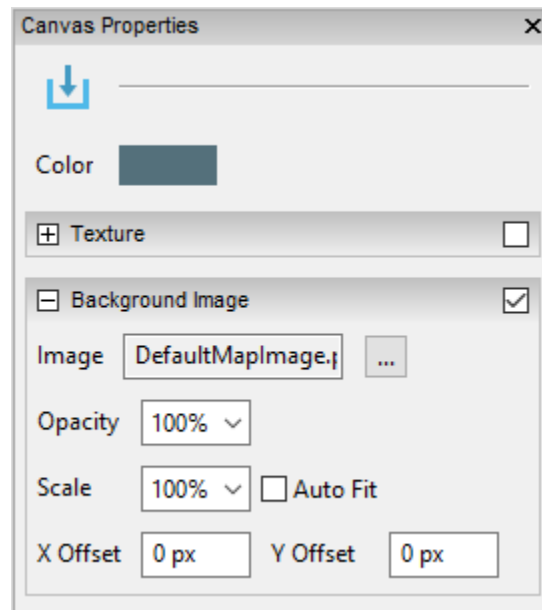 Canvas Properties
Color
Texture
Background Image
Image DefaultMapImage.p ...
Opacity 100%
Scale 100% Auto Fit
X Offset 0 px Y Offset 0 px